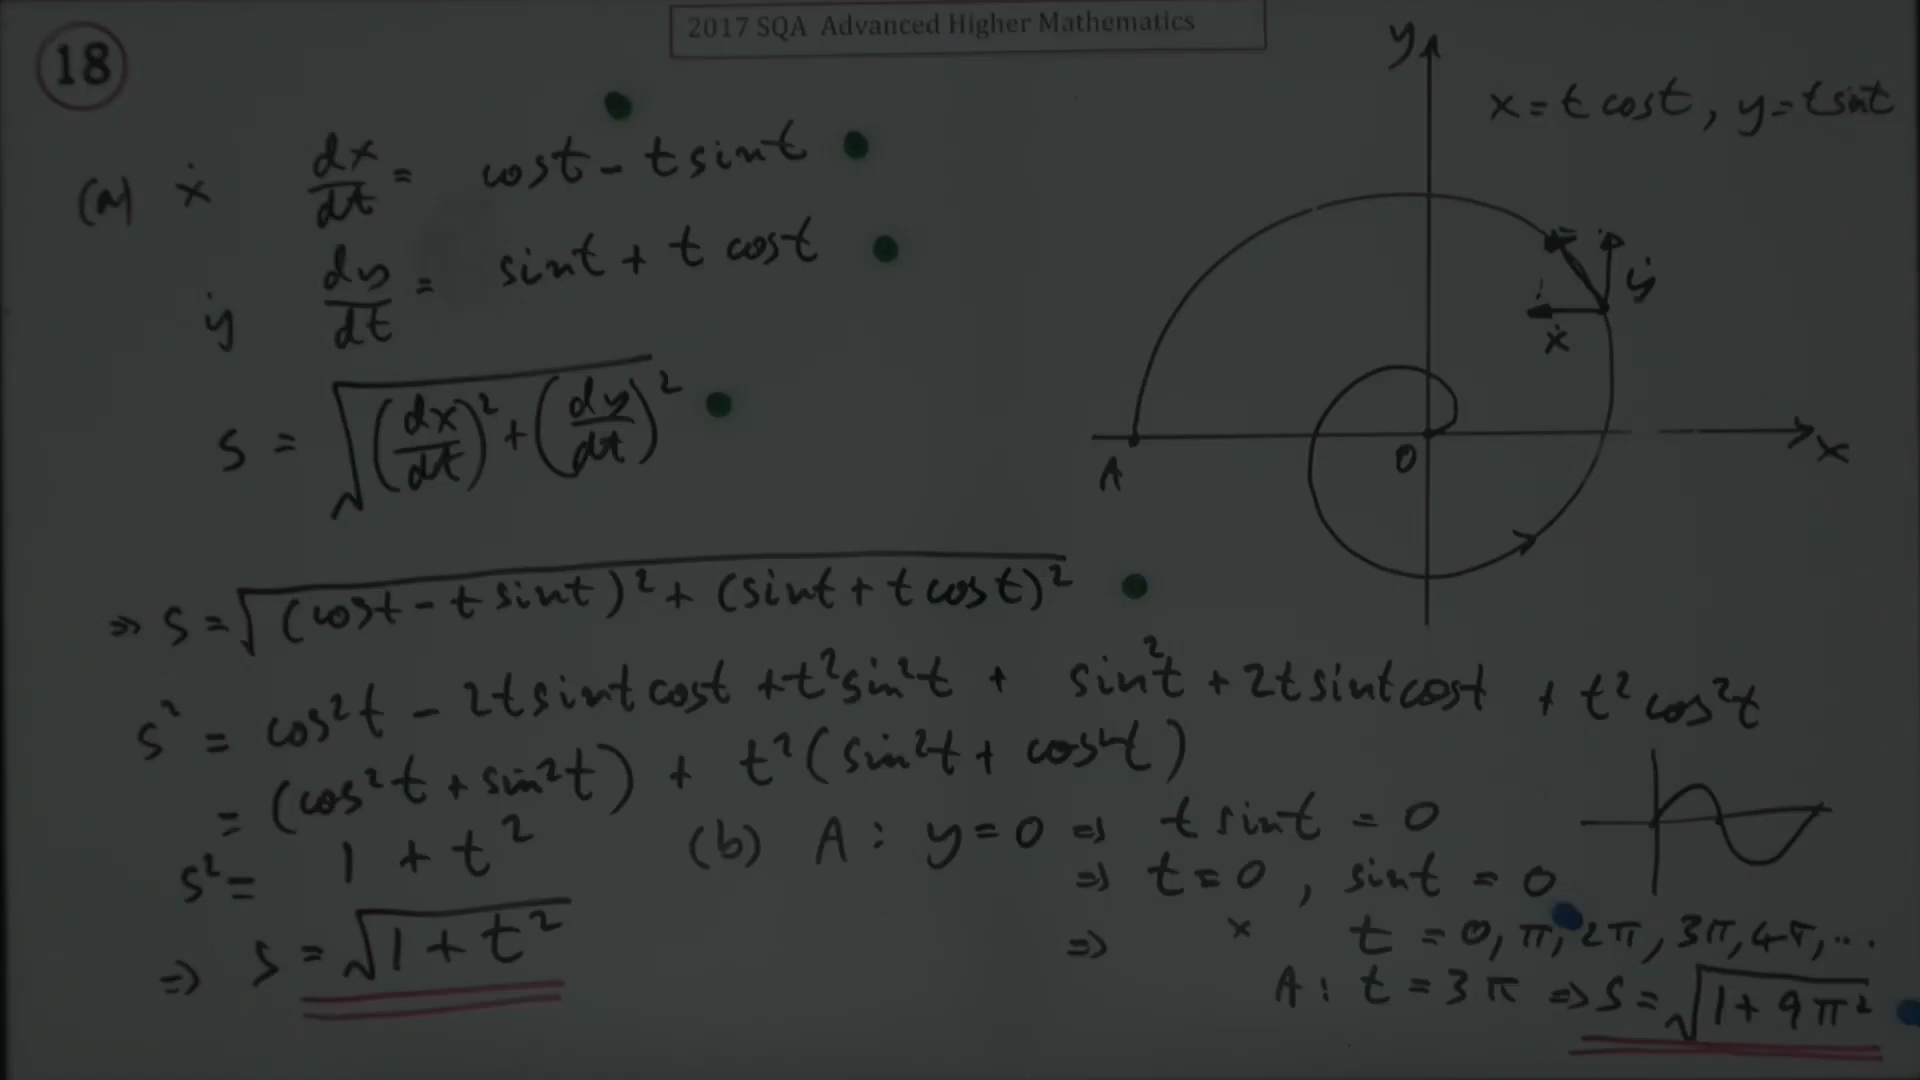 2017 SQA Advanced Higher Mathematics
18
y
x = t cost, y = tsint
(a) ẋ dx/dt = cost - t sint
ẏ dy/dt = sint + t cost
s = √((dx/dt)² + (dy/dt)²)
ẏ
ẋ
A O x
⇒ s = √((cost - t sint)² + (sint + t cost)²)
s² = cos²t - 2t sint cost + t² sin²t + sin²t + 2t sint cost + t² cos²t
= (cos²t + sin²t) + t² (sin²t + cos²t)
s² = 1 + t²
⇒ s = √(1 + t²)
(b) A: y = 0 ⇒ t sint = 0
⇒ t = 0, sint = 0
⇒ x t = 0, π, 2π, 3π, 4π, ...
A: t = 3π ⇒ s = √(1 + 9π²)